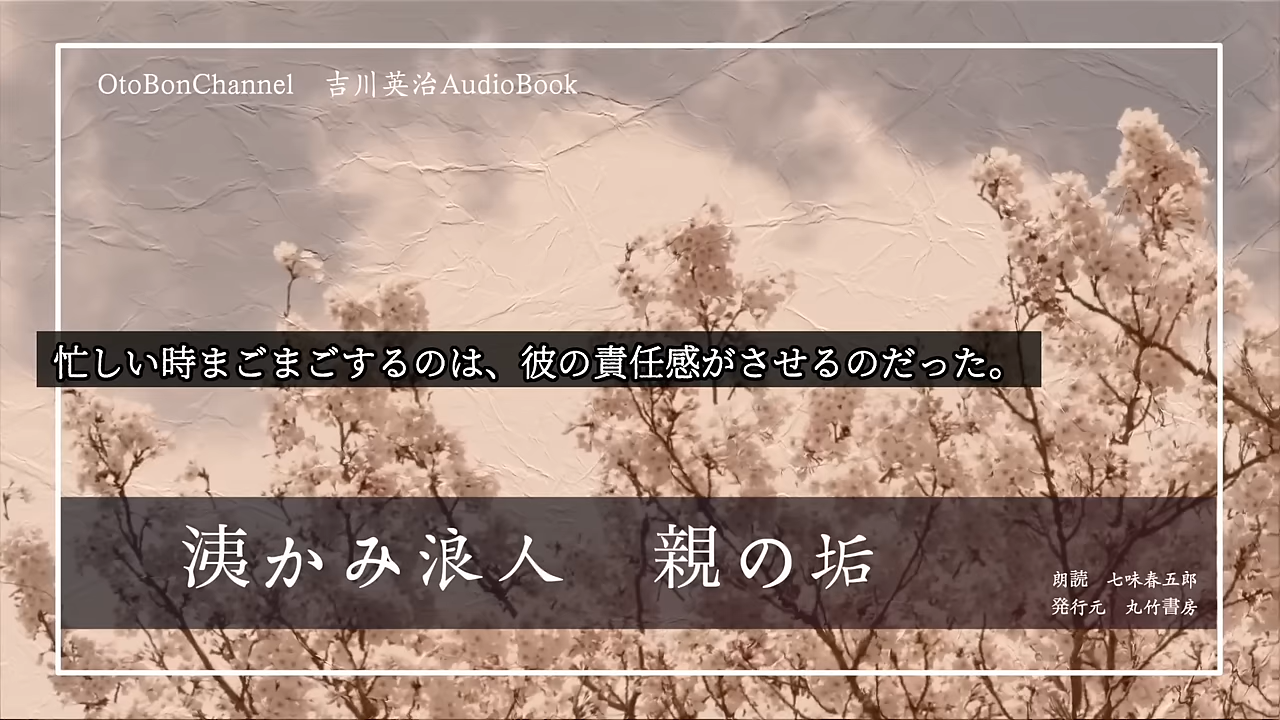 OtoBonChannel　吉川英治AudioBook
忙しい時まごまごするのは、彼の責任感がさせるのだった。
洟かみ浪人　親の垢
朗読　七味春五郎
発行元　丸竹書房